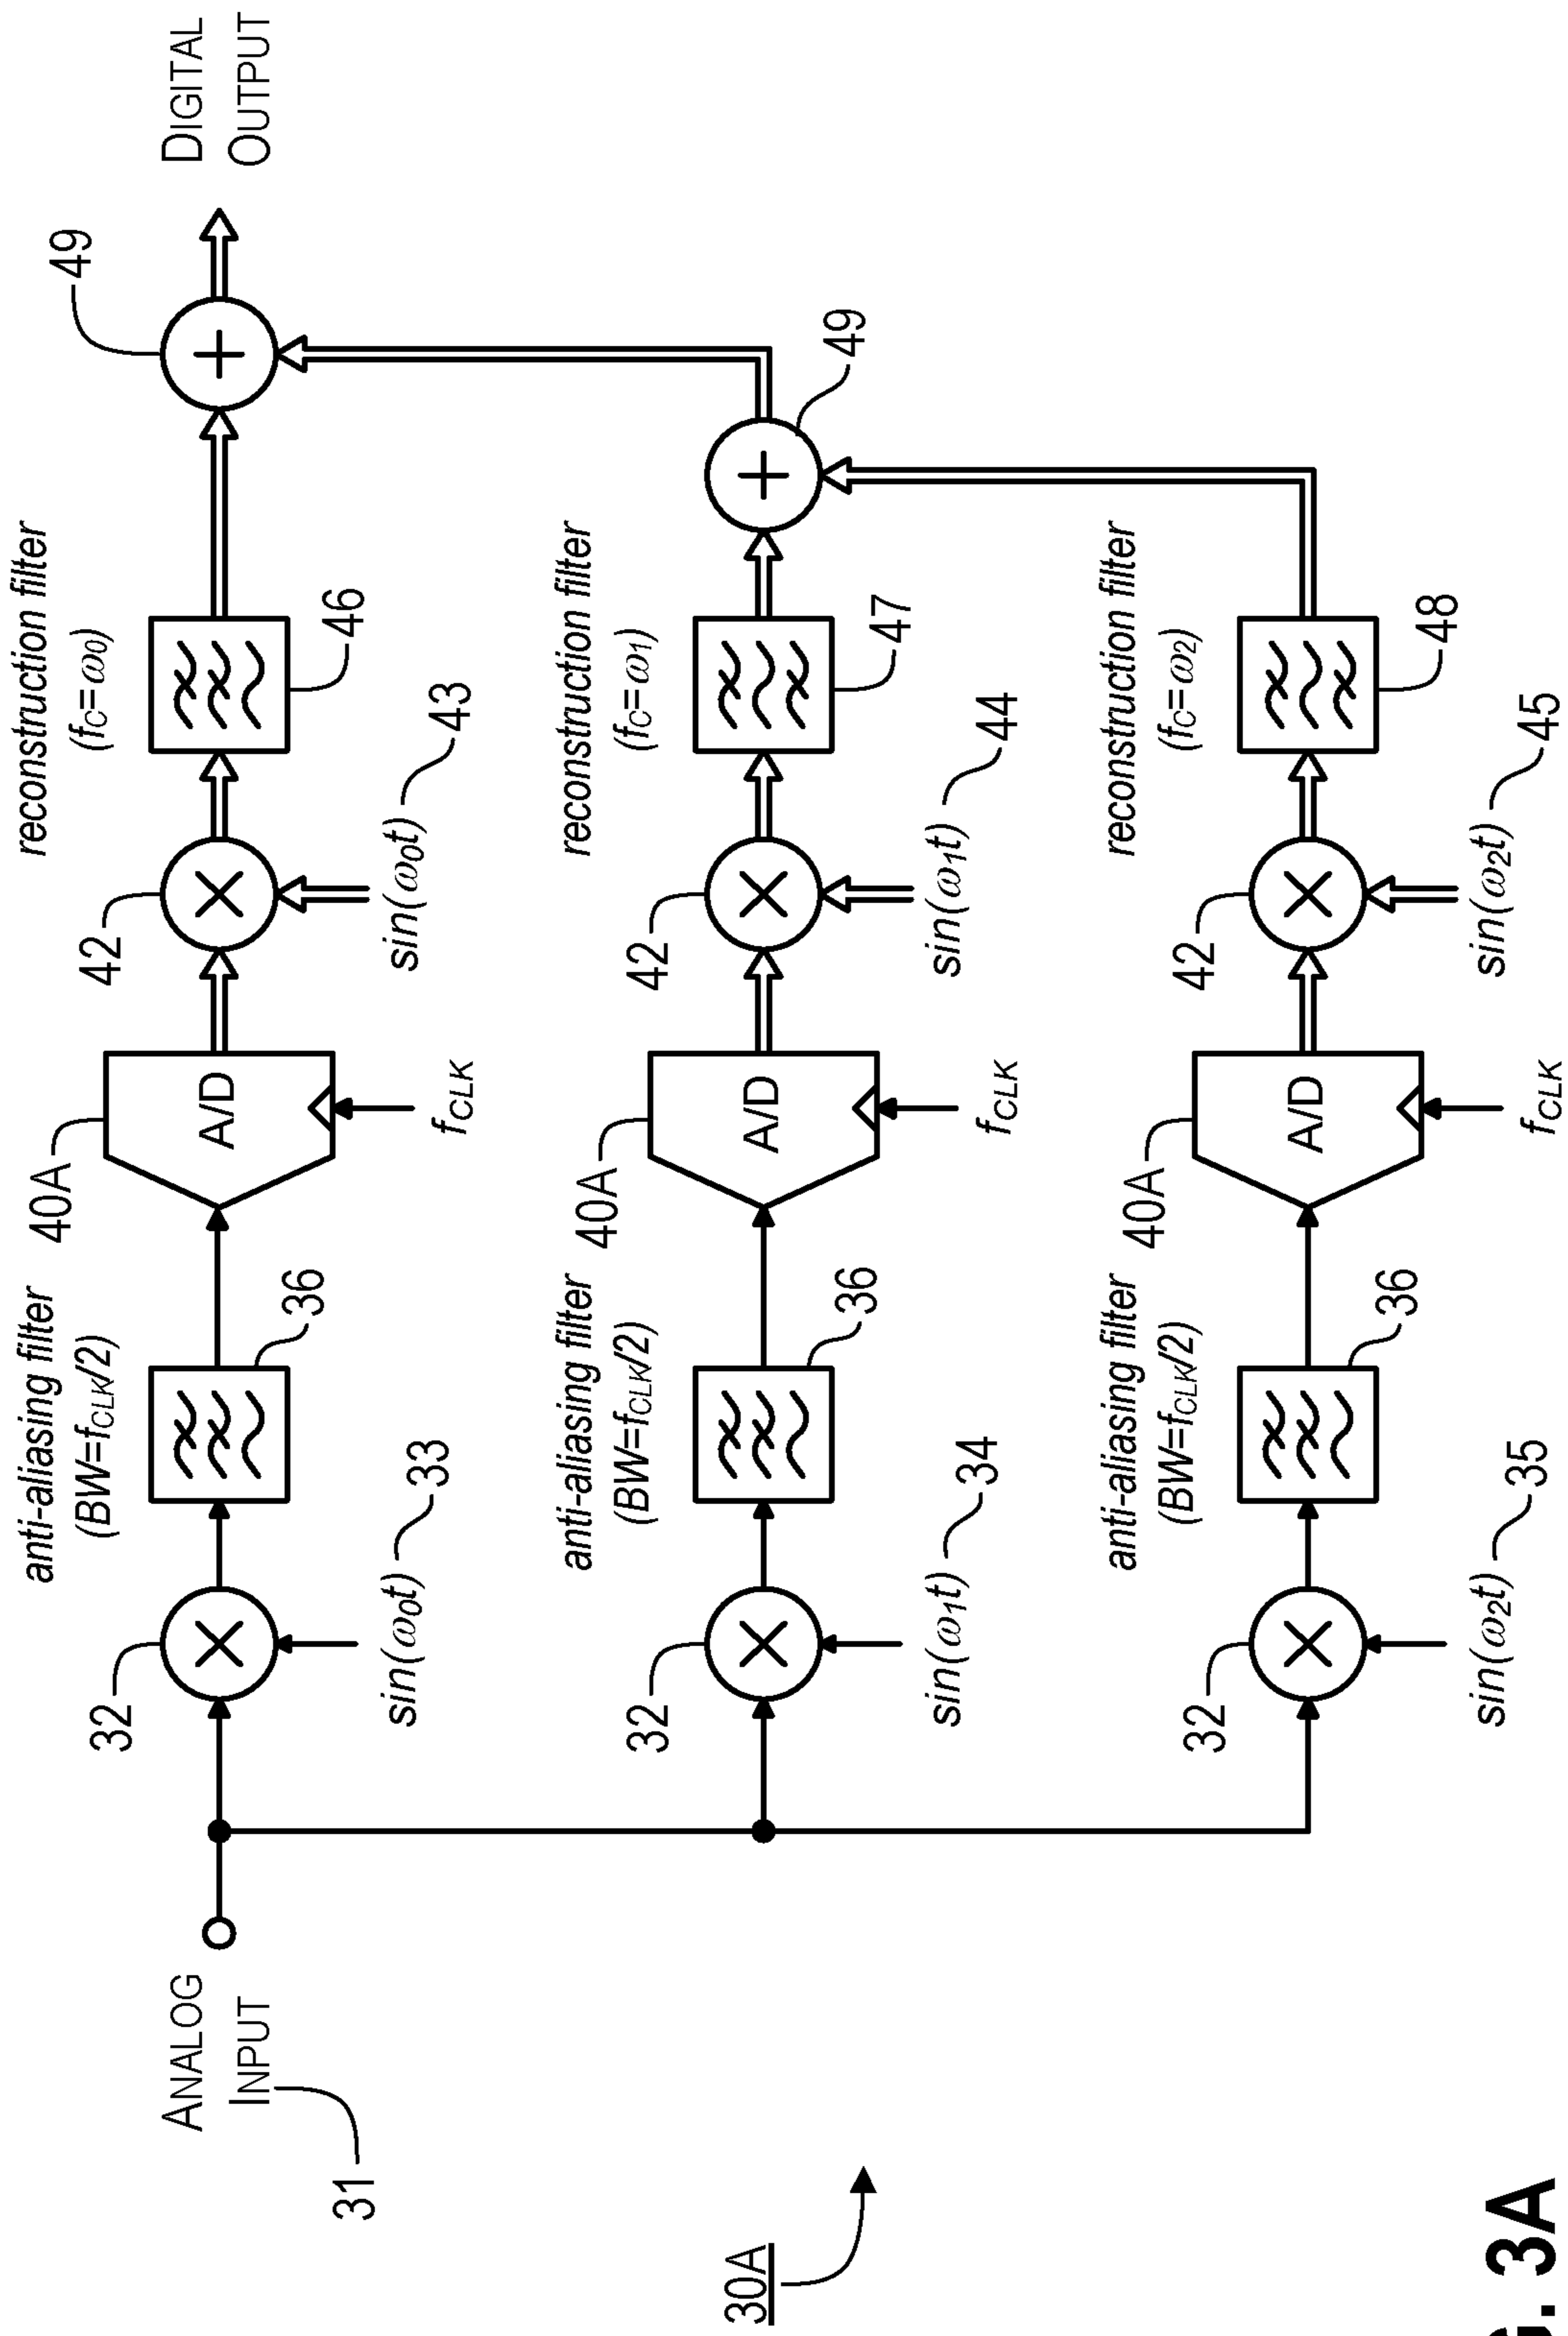 ANALOG
INPUT
31
30A
32
sin(ω0t)
33
anti-aliasing filter
(BW=fCLK/2)
36
40A
A/D
fCLK
42
sin(ω0t)
43
reconstruction filter
(fC=ω0)
46
49
DIGITAL
OUTPUT
32
sin(ω1t)
34
anti-aliasing filter
(BW=fCLK/2)
36
40A
A/D
fCLK
42
sin(ω1t)
44
reconstruction filter
(fC=ω1)
47
49
32
sin(ω2t)
35
anti-aliasing filter
(BW=fCLK/2)
36
40A
A/D
fCLK
42
sin(ω2t)
45
reconstruction filter
(fC=ω2)
48
G. 3A